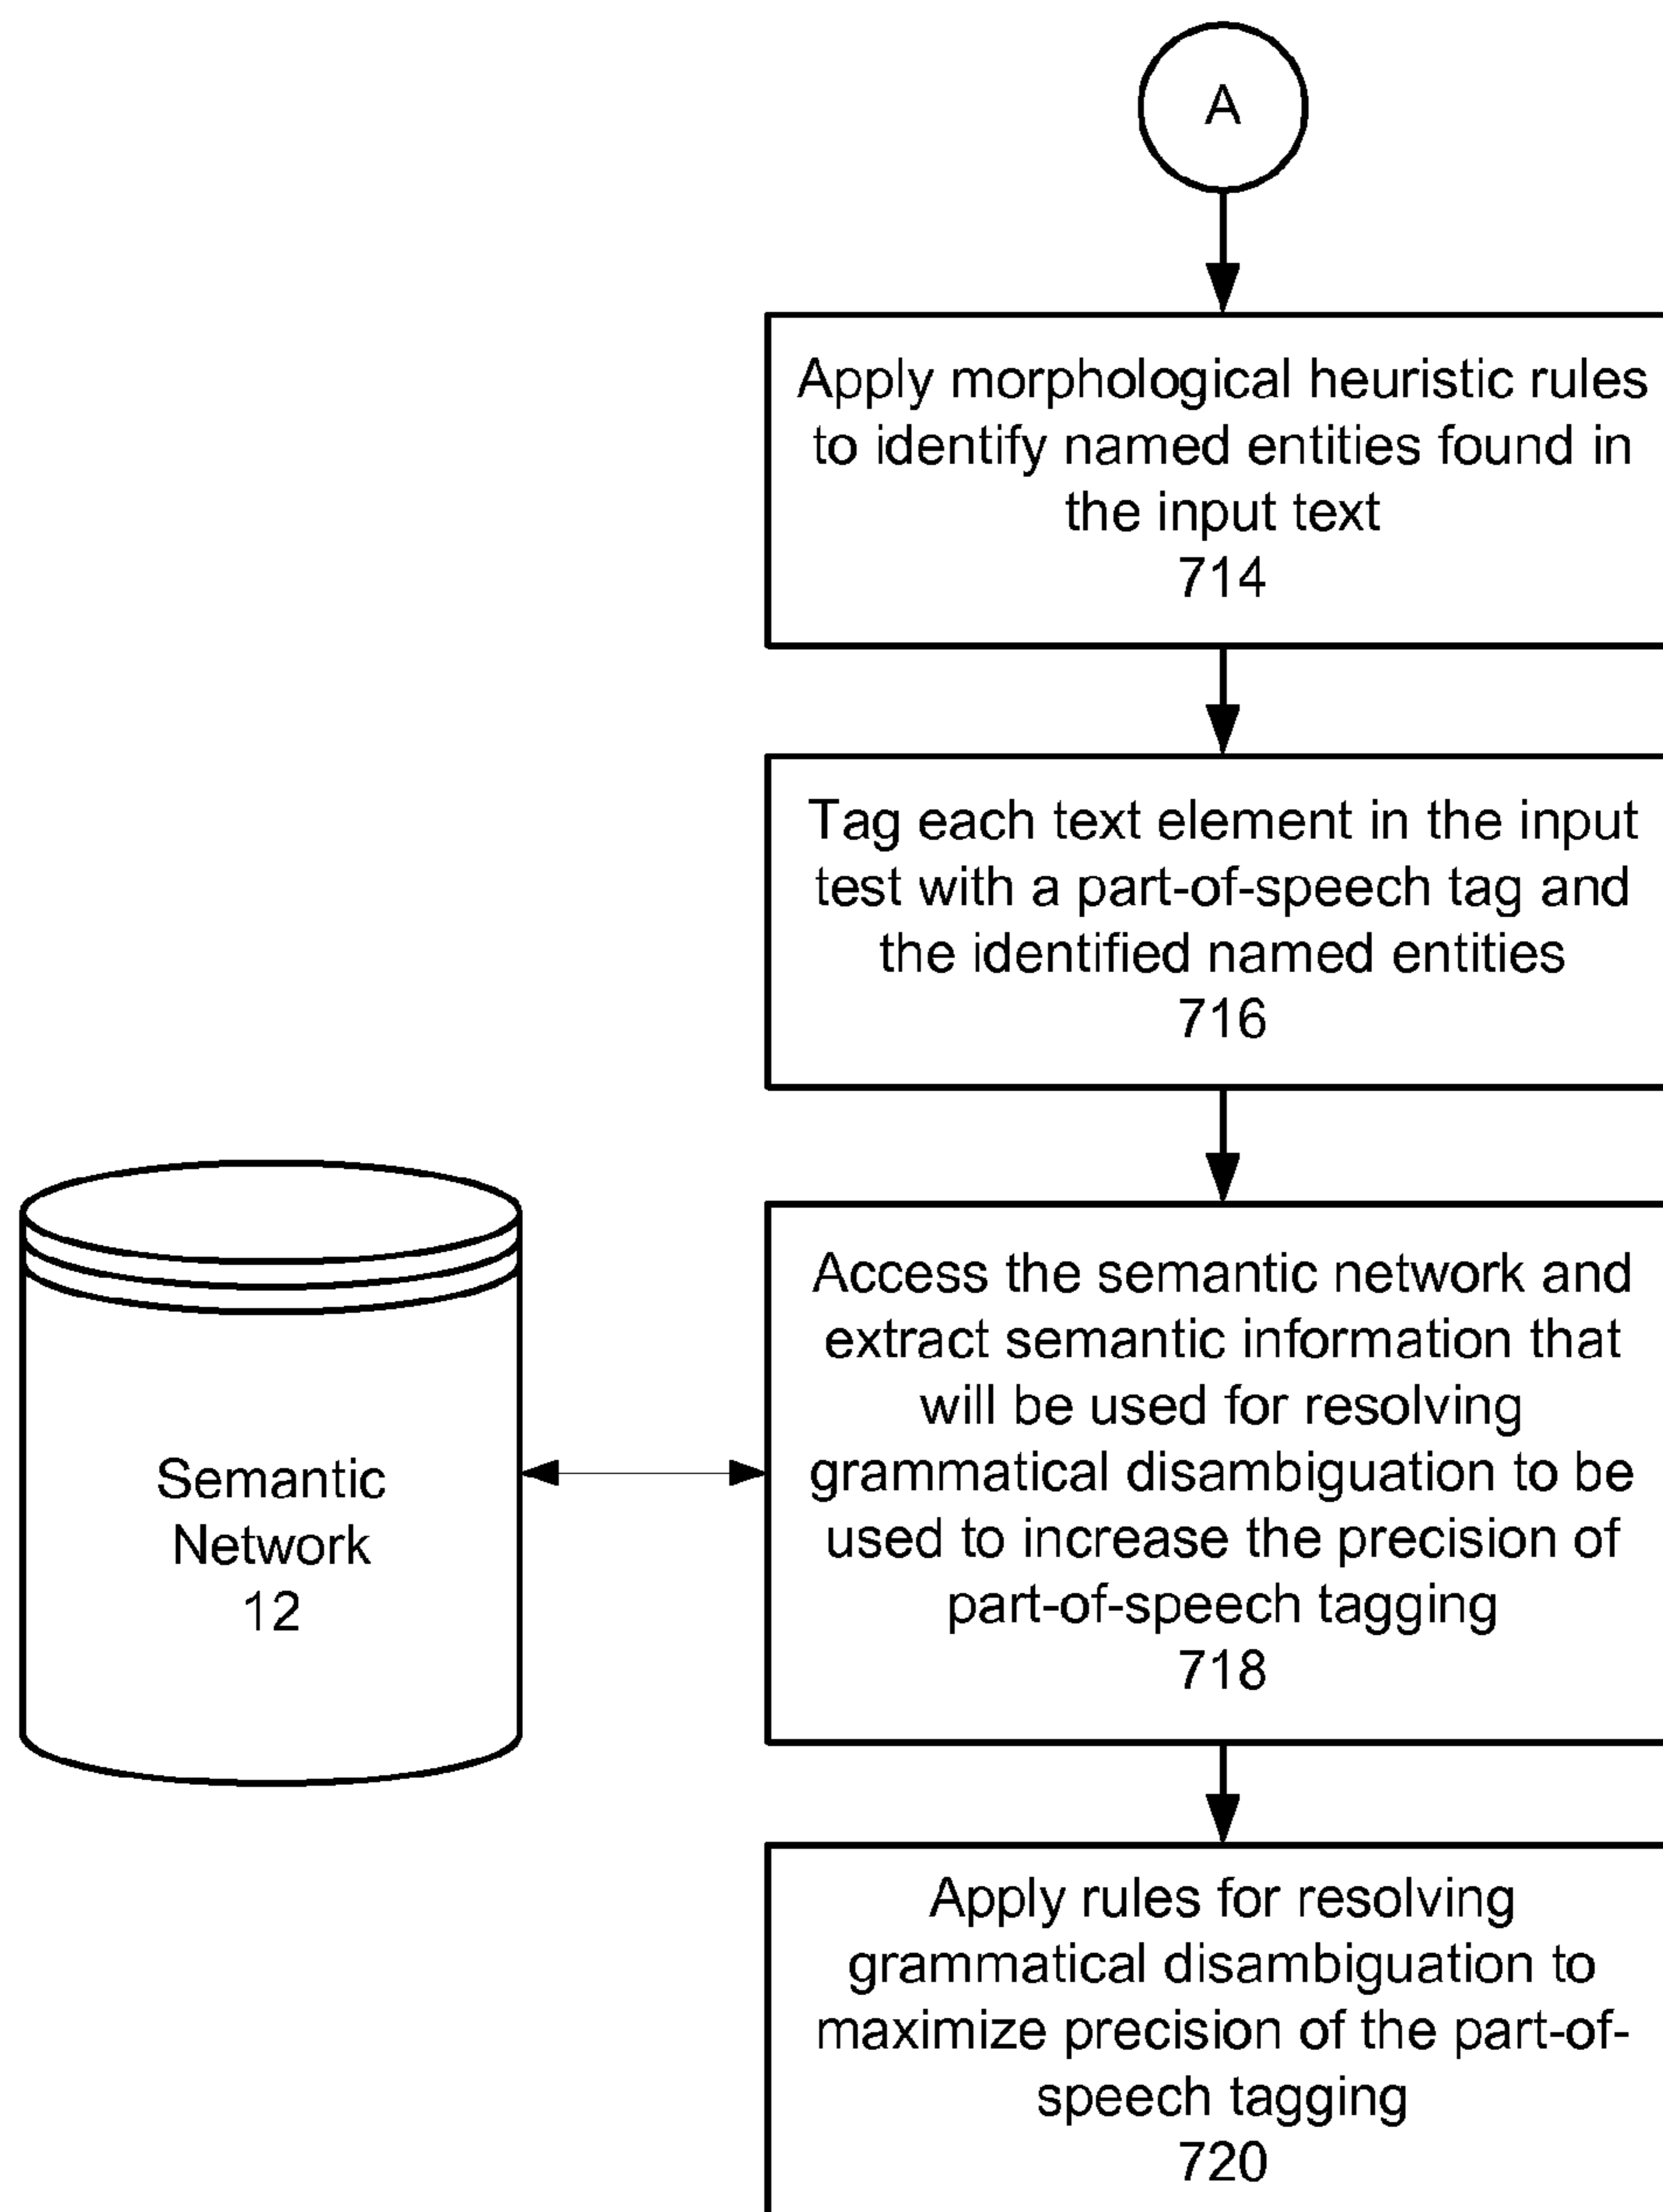 A
Apply morphological heuristic rules
to identify named entities found in
the input text
714
Tag each text element in the input
test with a part-of-speech tag and
the identified named entities
716
Access the semantic network and
extract semantic information that
will be used for resolving
grammatical disambiguation to be
used to increase the precision of
part-of-speech tagging
718
Semantic
Network
12
Apply rules for resolving
grammatical disambiguation to
maximize precision of the part-of-
speech tagging
720